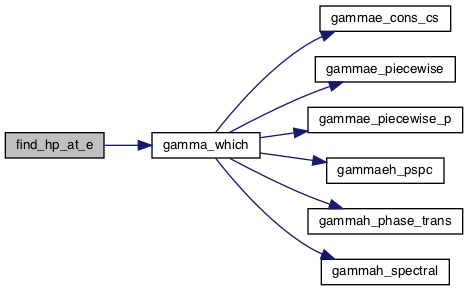 gammae_cons_cs
gammae_piecewise
gammae_piecewise_p
find_hp_at_e
gamma_which
gammaeh_pspc
gammah_phase_trans
gammah_spectral